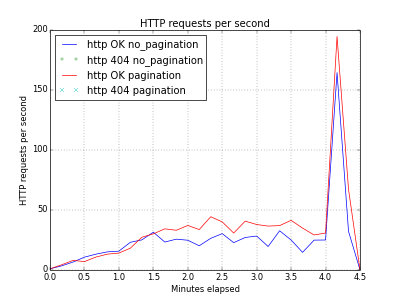 HTTP requests per second
200
150
100
50
0
HTTP requests per second
http OK no_pagination
http 404 no_pagination
http OK pagination
http 404 pagination
0.0 0.5 1.0 1.5 2.0 2.5 3.0 3.5 4.0 4.5
Minutes elapsed